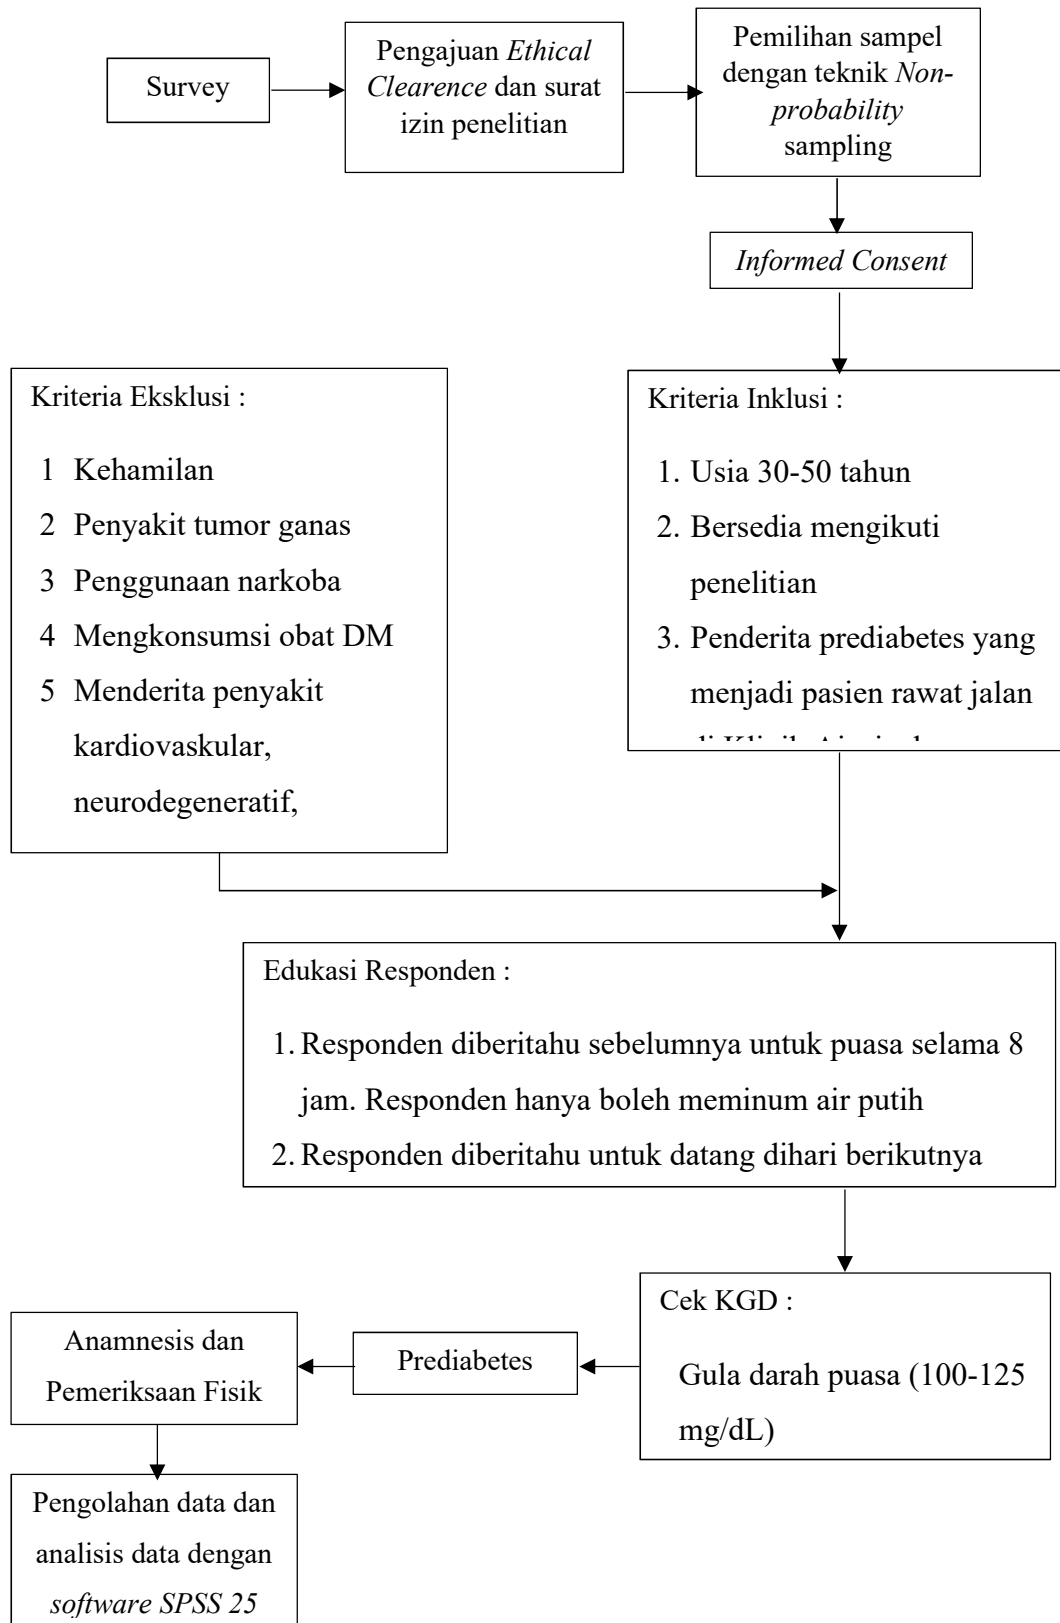 Survey
Pengajuan Ethical
Clearence dan surat
izin penelitian
Pemilihan sampel
dengan teknik Non-
probability
sampling
Informed Consent
Kriteria Eksklusi :
1 Kehamilan
2 Penyakit tumor ganas
3 Penggunaan narkoba
4 Mengkonsumsi obat DM
5 Menderita penyakit
kardiovaskular,
neurodegeneratif,
Kriteria Inklusi :
1. Usia 30-50 tahun
2. Bersedia mengikuti
penelitian
3. Penderita prediabetes yang
menjadi pasien rawat jalan
di Klinik
Edukasi Responden :
1. Responden diberitahu sebelumnya untuk puasa selama 8
jam. Responden hanya boleh meminum air putih
2. Responden diberitahu untuk datang dihari berikutnya
Cek KGD :
Gula darah puasa (100-125
mg/dL)
Prediabetes
Anamnesis dan
Pemeriksaan Fisik
Pengolahan data dan
analisis data dengan
software SPSS 25